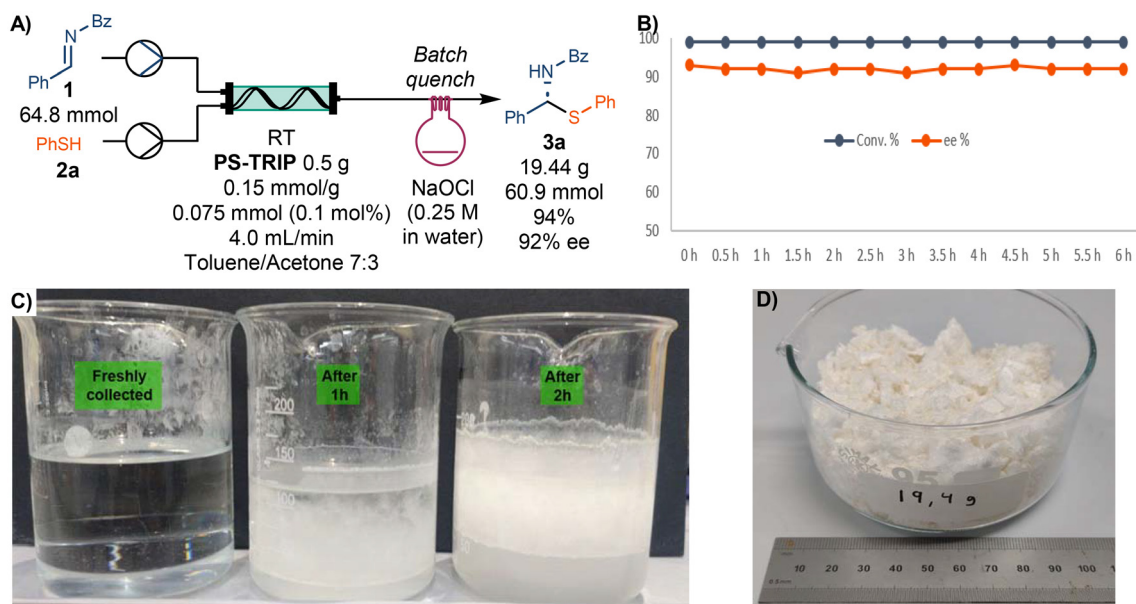 A)
N
Bz
Ph
1
64.8 mmol
PhSH
2a
RT
PS-TRIP 0.5 g
0.15 mmol/g
0.075 mmol (0.1 mol%)
4.0 mL/min
Toluene/Acetone 7:3
Batch
quench
NaOCl
(0.25 M
in water)
HN
Bz
Ph
S
Ph
3a
19.44 g
60.9 mmol
94%
92% ee
B)
100
90
80
70
60
50
Conv. %
ee %
0 h
0.5 h
1 h
1.5 h
2 h
2.5 h
3 h
3.5 h
4 h
4.5 h
5 h
5.5 h
6 h
C)
Freshly
collected
After
1h
After
2h
200
150
100
D)
95
19,4 g
10 20 30 40 50 60 70 80 90 100